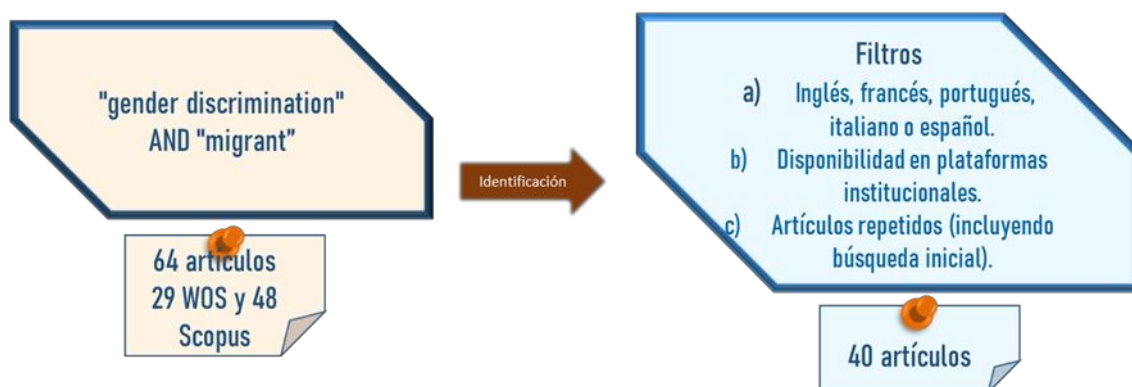 "gender discrimination"
AND "migrant”
64 artículos
29 WOS y 48
Scopus
Identificación
Filtros
a) Inglés, francés, portugués,
italiano o español.
b) Disponibilidad en plataformas
institucionales.
c) Artículos repetidos (incluyendo
búsqueda inicial).
40 artículos